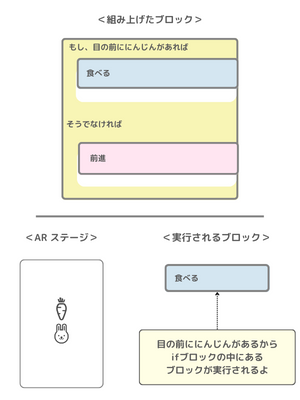 ＜組み上げたブロック＞
もし、目の前ににんじんがあれば
食べる
そうでなければ
前進
＜AR ステージ＞
＜実行されるブロック＞
食べる
目の前ににんじんがあるから
ifブロックの中にある
ブロックが実行されるよ